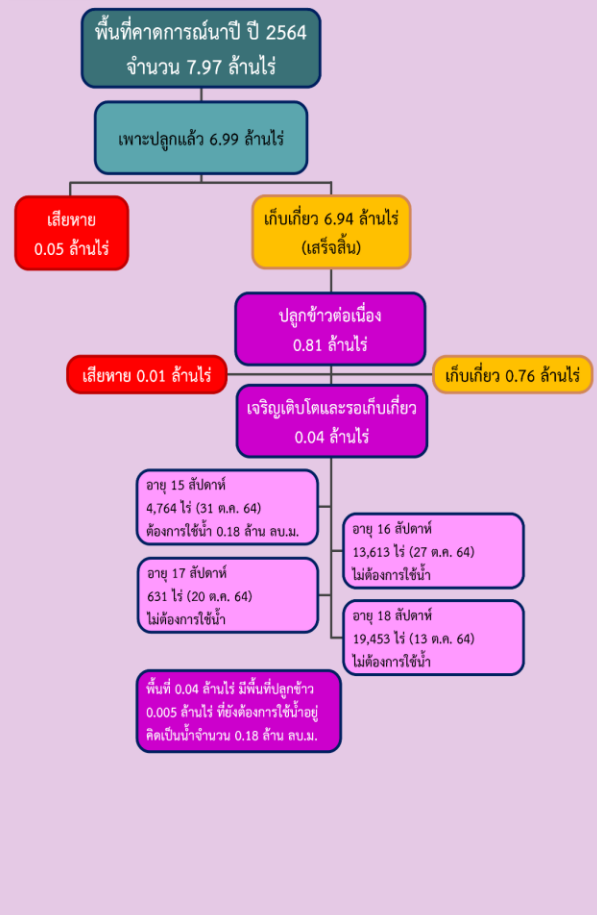 พื้นที่คาดการณ์นาปี ปี 2564
จำนวน 7.97 ล้านไร่
เพาะปลูกแล้ว 6.99 ล้านไร่
เสียหาย
0.05 ล้านไร่
เก็บเกี่ยว 6.94 ล้านไร่
(เสร็จสิ้น)
ปลูกข้าวต่อเนื่อง
0.81 ล้านไร่
เสียหาย 0.01 ล้านไร่
เก็บเกี่ยว 0.76 ล้านไร่
เจริญเติบโตและรอเก็บเกี่ยว
0.04 ล้านไร่
อายุ 15 สัปดาห์
4,764 ไร่ (31 ต.ค. 64)
ต้องการใช้น้ำ 0.18 ล้าน ลบ.ม.
อายุ 16 สัปดาห์
13,613 ไร่ (27 ต.ค. 64)
ไม่ต้องการใช้น้ำ
อายุ 17 สัปดาห์
631 ไร่ (20 ต.ค. 64)
ไม่ต้องการใช้น้ำ
อายุ 18 สัปดาห์
19,453 ไร่ (13 ต.ค. 64)
ไม่ต้องการใช้น้ำ
พื้นที่ 0.04 ล้านไร่ มีพื้นที่ปลูกข้าว
0.005 ล้านไร่ ที่ยังต้องการใช้น้ำอยู่
คิดเป็นน้ำจำนวน 0.18 ล้าน ลบ.ม.